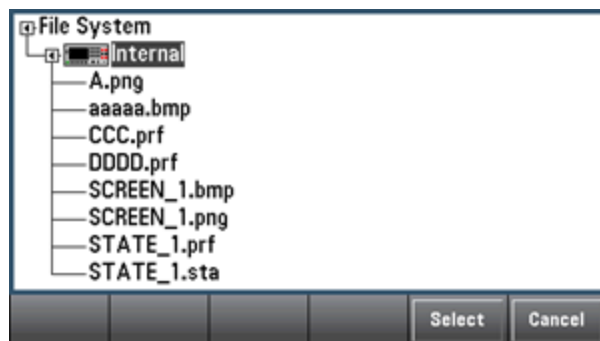 File System
Internal
A.png
aaaaa.bmp
CCC.prf
DDDD.prf
SCREEN_1.bmp
SCREEN_1.png
STATE_1.prf
STATE_1.sta
Select Cancel